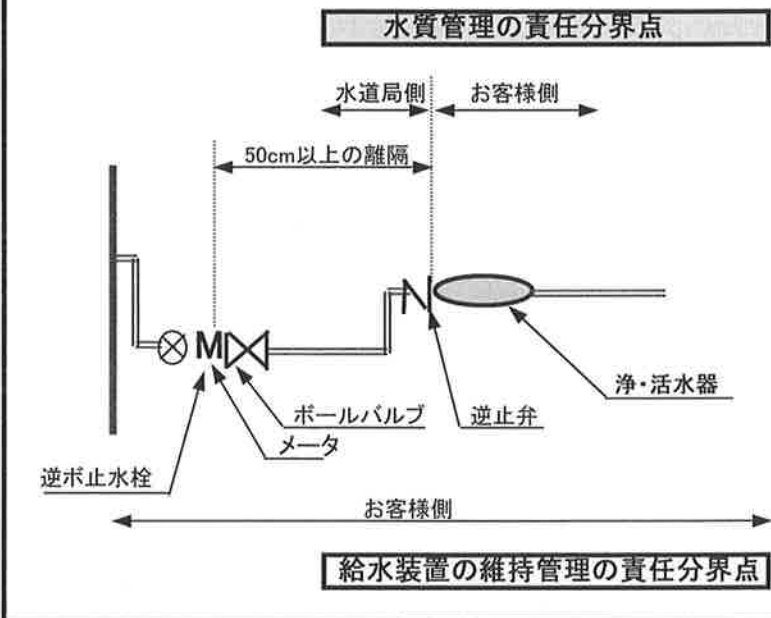 水質管理の責任分界点
水道局側
お客様側
50cm以上の離隔
M
N
浄・活水器
ボールバルブ
逆止弁
メータ
逆ボ止水栓
お客様側
給水装置の維持管理の責任分界点